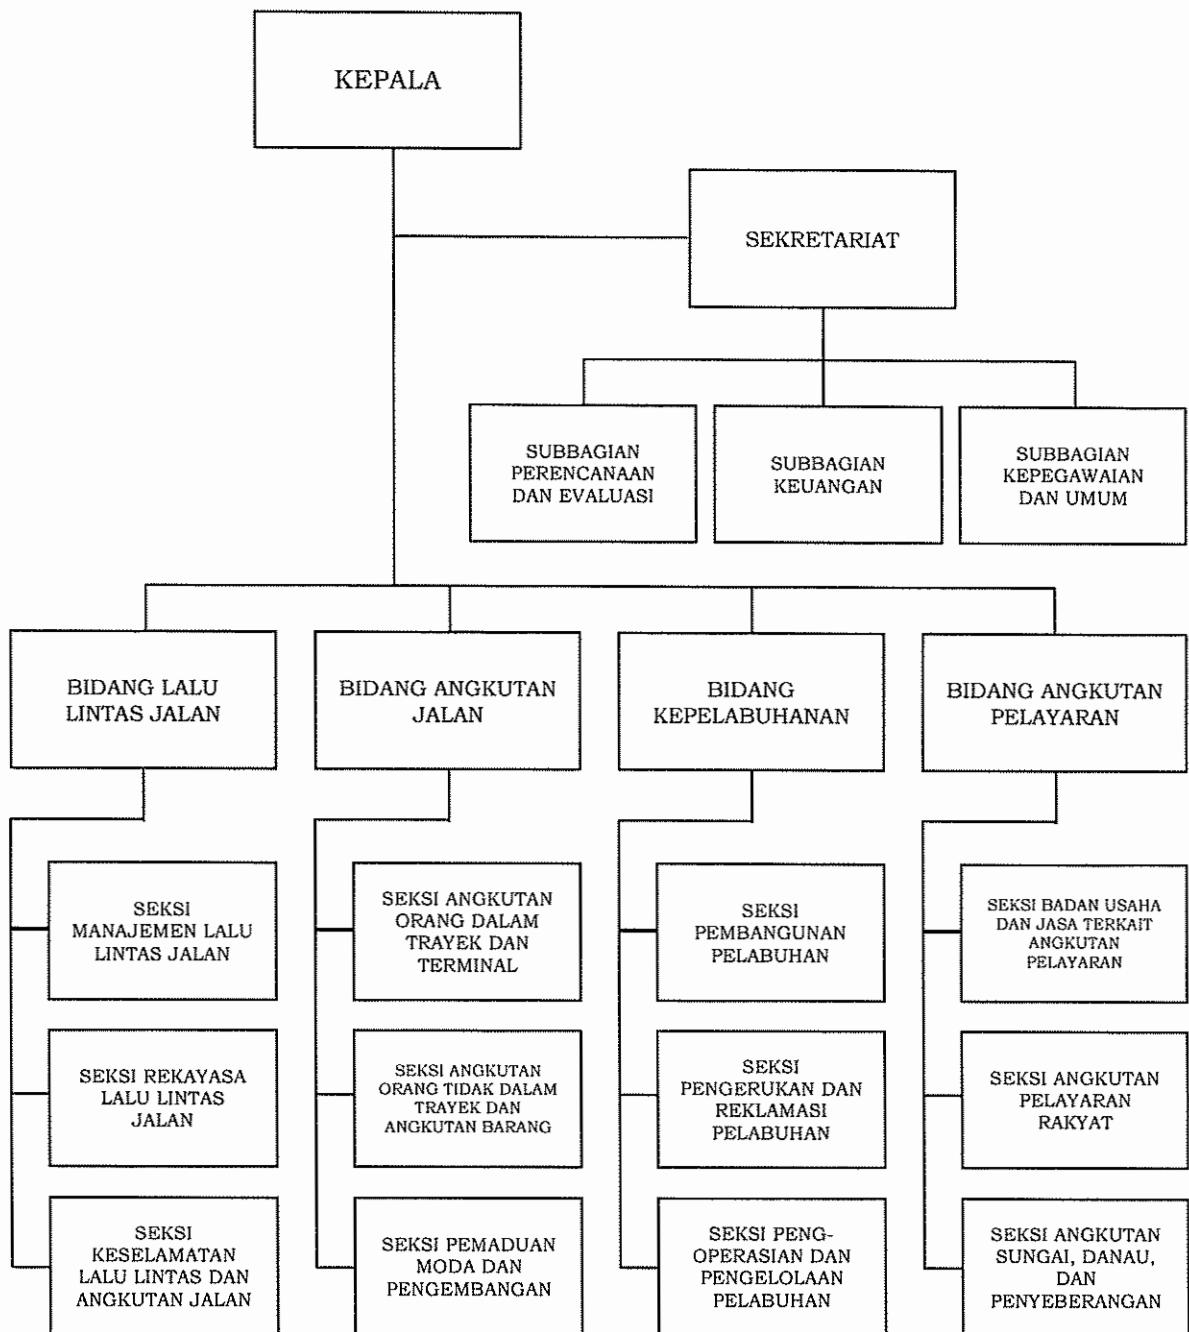 KEPALA
SEKRETARIAT
SUBBAGIAN
PERENCANAAN
DAN EVALUASI
SUBBAGIAN
KEUANGAN
SUBBAGIAN
KEPEGAWAIAN
DAN UMUM
BIDANG LALU
LINTAS JALAN
BIDANG ANGKUTAN
JALAN
BIDANG
KEPELABUHANAN
BIDANG ANGKUTAN
PELAYARAN
SEKSI
MANAJEMEN LALU
LINTAS JALAN
SEKSI ANGKUTAN
ORANG DALAM
TRAYEK DAN
TERMINAL
SEKSI
PEMBANGUNAN
PELABUHAN
SEKSI BADAN USAHA
DAN JASA TERKAIT
ANGKUTAN
PELAYARAN
SEKSI REKAYASA
LALU LINTAS
JALAN
SEKSI ANGKUTAN
ORANG TIDAK DALAM
TRAYEK DAN
ANGKUTAN BARANG
SEKSI
PENGERUKAN DAN
REKLAMASI
PELABUHAN
SEKSI ANGKUTAN
PELAYARAN
RAKYAT
SEKSI
KESELAMATAN
LALU LINTAS DAN
ANGKUTAN JALAN
SEKSI PEMADUAN
MODA DAN
PENGEMBANGAN
SEKSI PENG-
OPERASIAN DAN
PENGELOLAAN
PELABUHAN
SEKSI ANGKUTAN
SUNGAI, DANAU,
DAN
PENYEBERANGAN